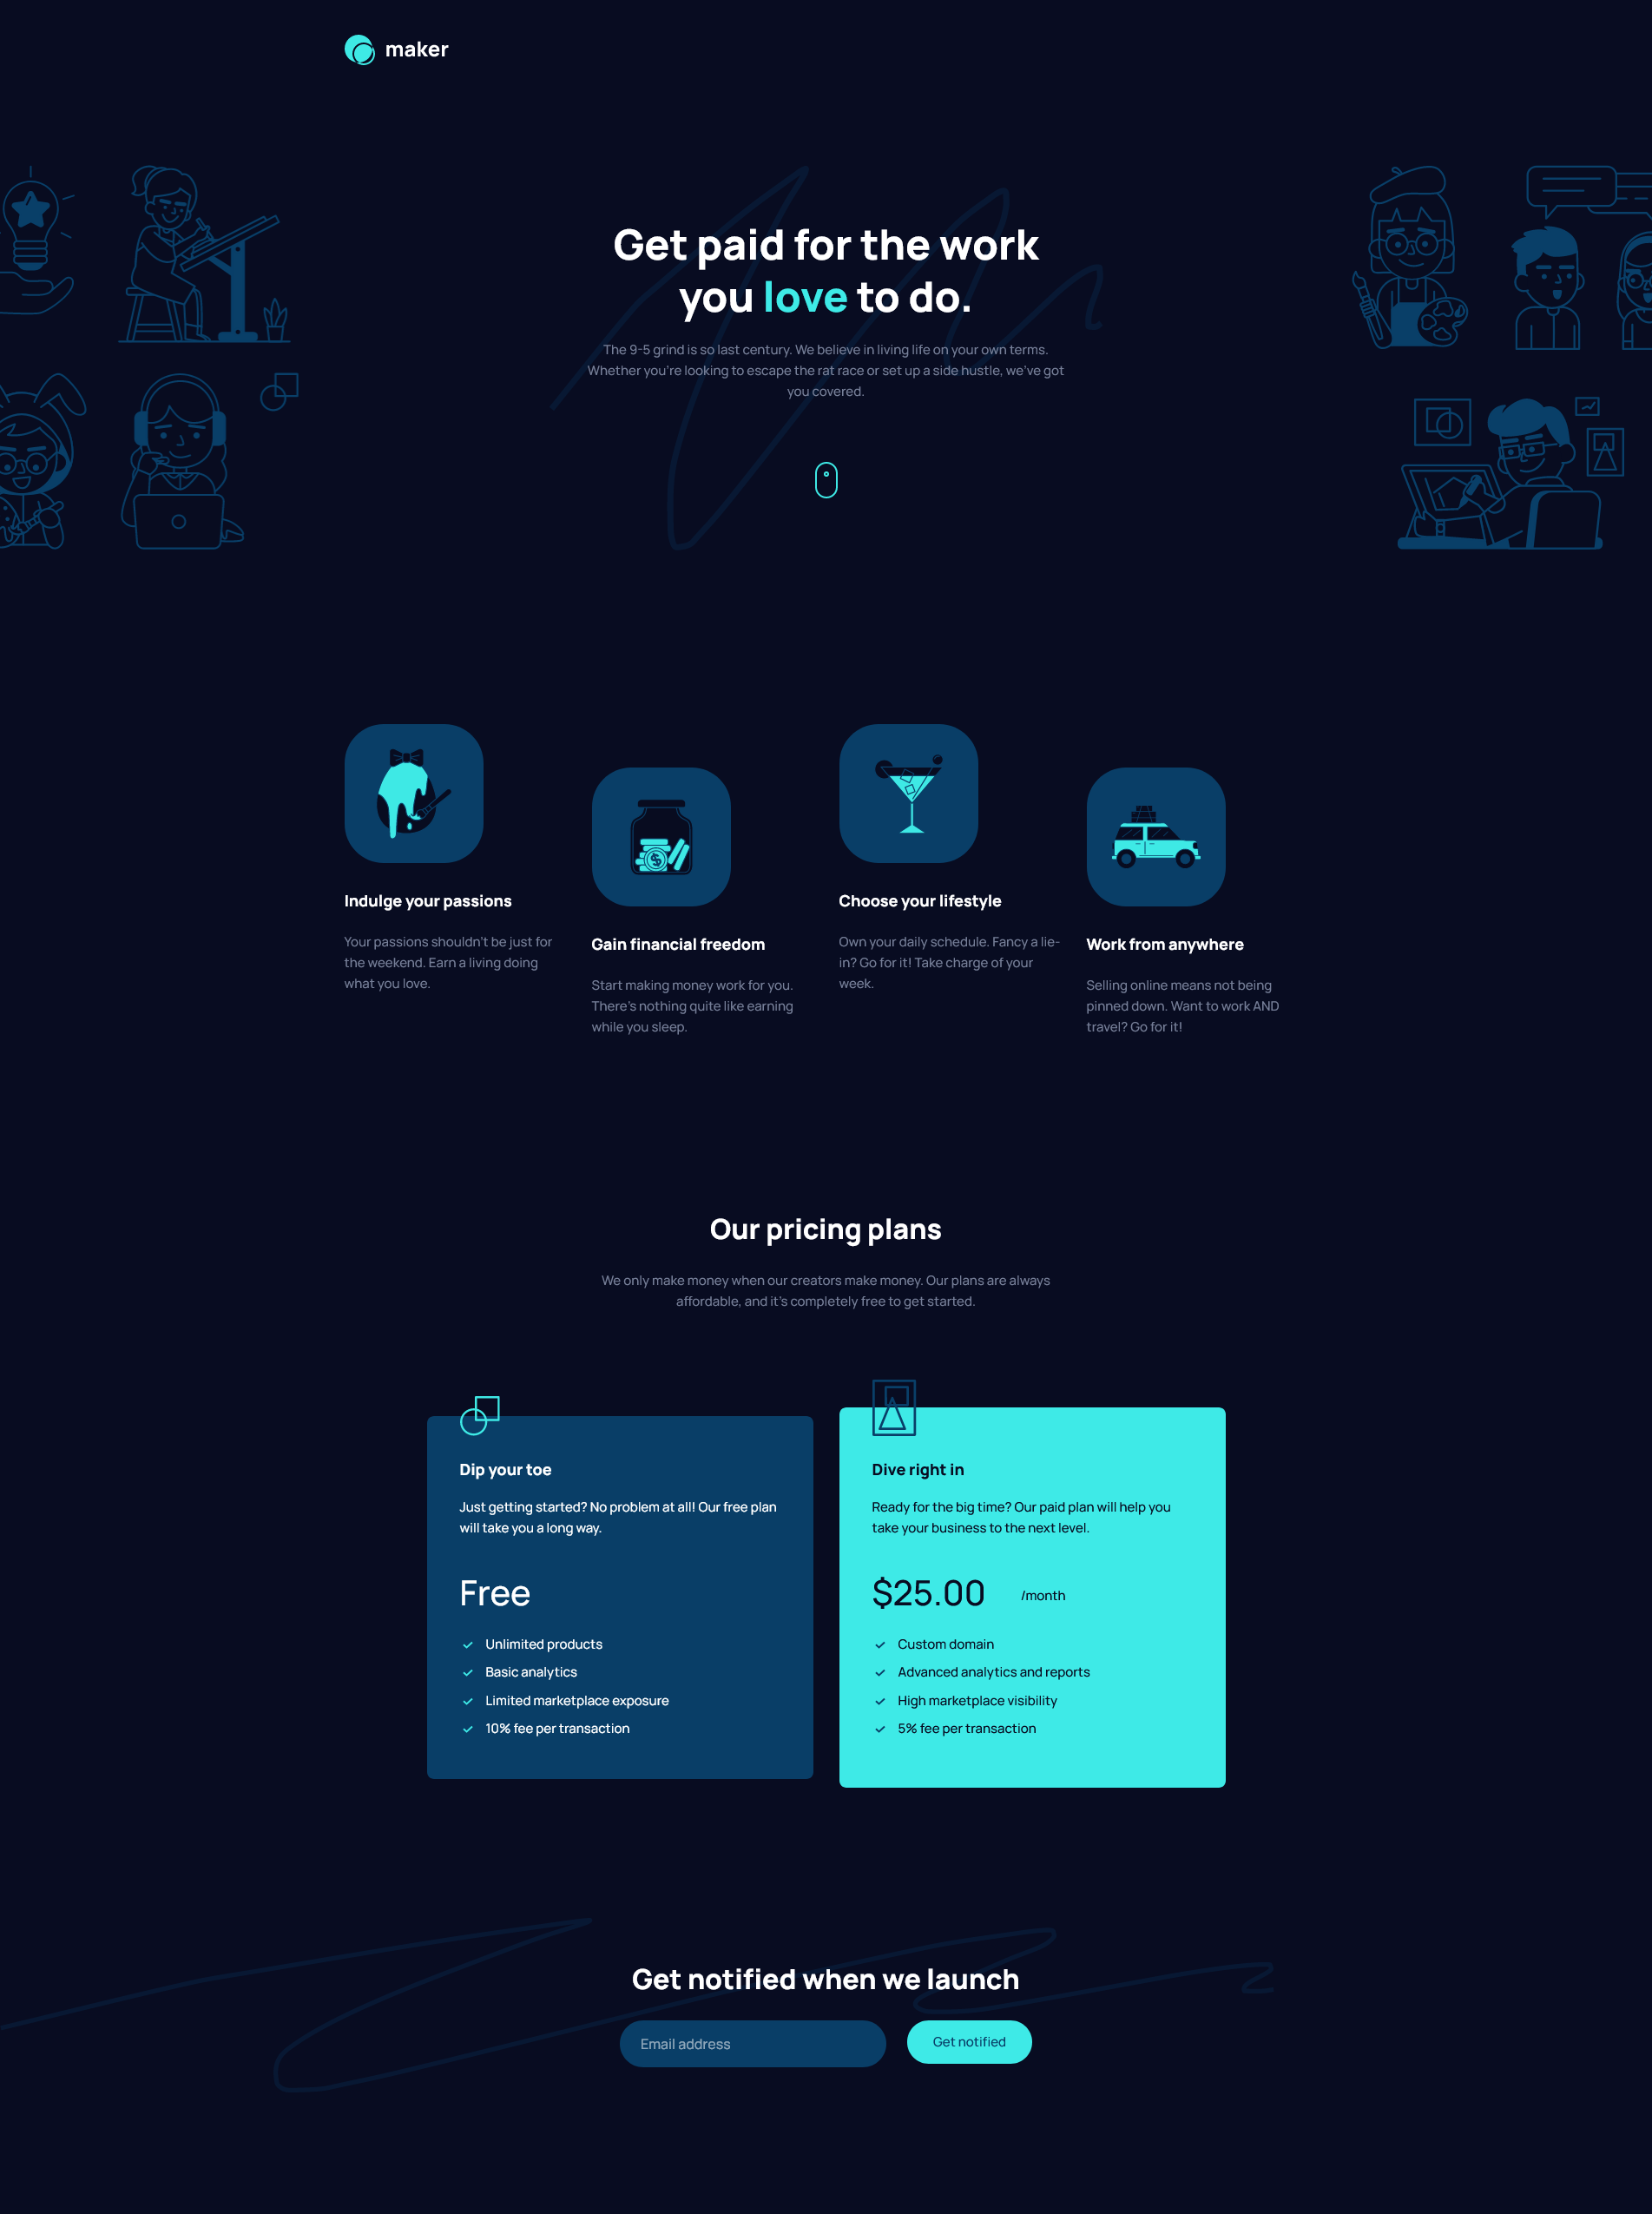 maker
Get paid for the work
you love to do.
The 9-5 grind is so last century. We believe in living life on your own terms.
Whether you're looking to escape the rat race or set up a side hustle, we've got
you covered.
Indulge your passions
Your passions shouldn't be just for
the weekend. Earn a living doing
what you love.
Gain financial freedom
Start making money work for you.
There's nothing quite like earning
while you sleep.
Choose your lifestyle
Own your daily schedule. Fancy a lie-
in? Go for it! Take charge of your
week.
Work from anywhere
Selling online means not being
pinned down. Want to work AND
travel? Go for it!
Our pricing plans
We only make money when our creators make money. Our plans are always
affordable, and it's completely free to get started.
Dip your toe
Just getting started? No problem at all! Our free plan
will take you a long way.
Free
Unlimited products
Basic analytics
Limited marketplace exposure
10% fee per transaction
Dive right in
Ready for the big time? Our paid plan will help you
take your business to the next level.
$25.00 /month
Custom domain
Advanced analytics and reports
High marketplace visibility
5% fee per transaction
Get notified when we launch
Email address
Get notified